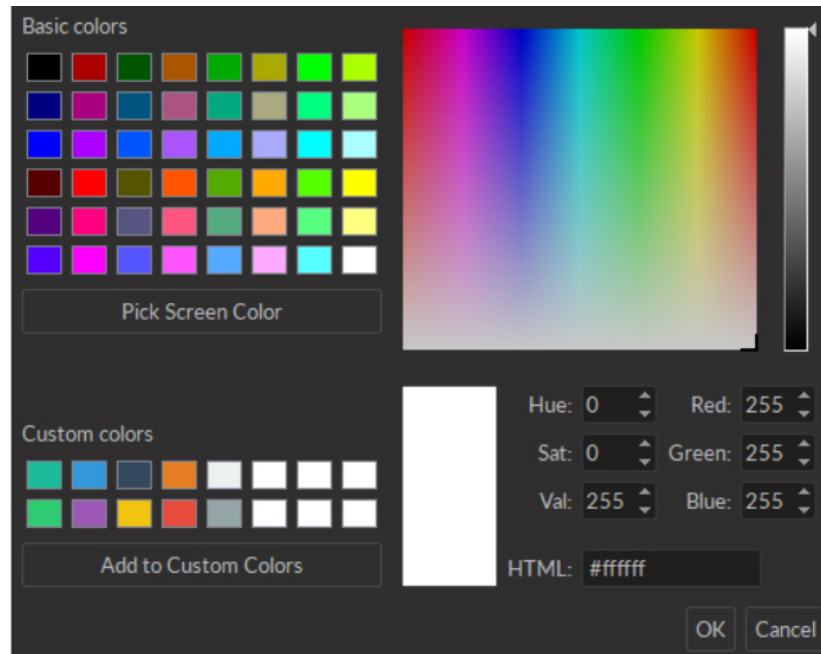 Basic colors
Pick Screen Color
Custom colors
Add to Custom Colors
Hue: 0 Red: 255
Sat: 0 Green: 255
Val: 255 Blue: 255
HTML: #ffffff
OK Cancel